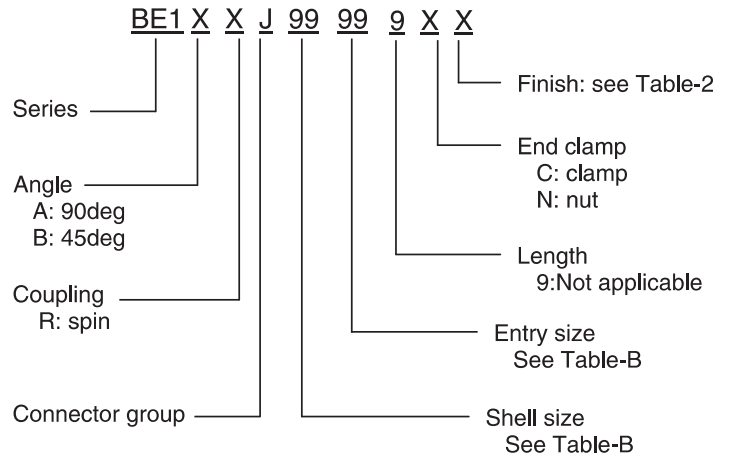 BE1 X X J 99 99 9 X X
Series
Angle
A: 90deg
B: 45deg
Coupling
R: spin
Connector group
Finish: see Table-2
End clamp
C: clamp
N: nut
Length
9:Not applicable
Entry size
See Table-B
Shell size
See Table-B